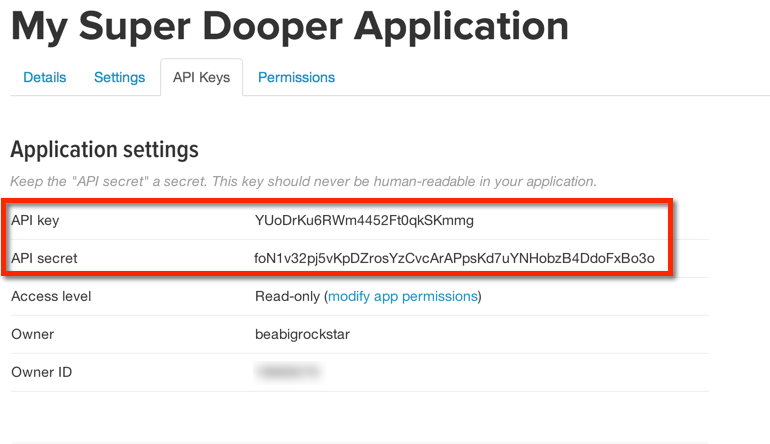 My Super Dooper Application
Details Settings API Keys Permissions
Application settings
Keep the "API secret" a secret. This key should never be human-readable in your application.
API key YUoDrKu6RWm4452Ft0qkSKmmg
API secret foN1v32pj5vKpDZrosYzCvcArAPpsKd7uYNHobzB4DdoFxBo3o
Access level Read-only (modify app permissions)
Owner beabigrockstar
Owner ID